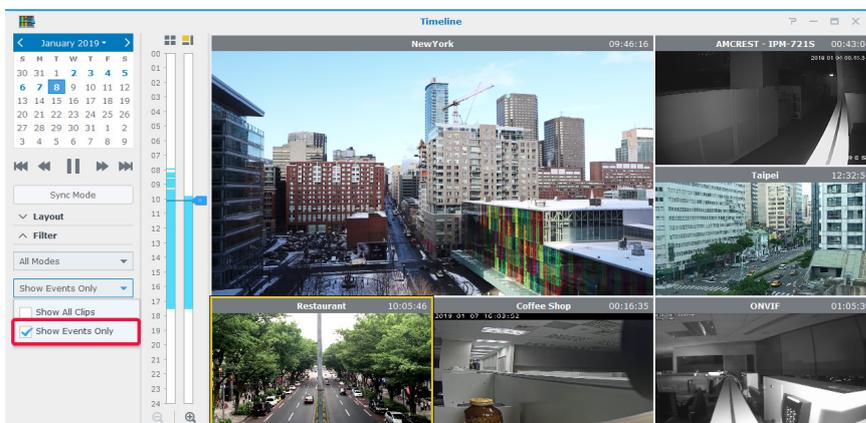 Timeline
January 2019
S M T W T F S
30 31 1 2 3 4 5
6 7 8 9 10 11 12
13 14 15 16 17 18 19
20 21 22 23 24 25 26
27 28 29 30 31 1 2
3 4 5 6 7 8 9
Sync Mode
Layout
Filter
All Modes
Show Events Only
Show All Clips
Show Events Only
00
01
02
03
04
05
06
07
08
09
10
11
12
13
14
15
16
17
18
19
20
21
22
23
24
NewYork 09:46:16
AMCREST - IPM-721S 00:43:0
Taipei 12:32:5
Restaurant 10:05:46
Coffee Shop 00:16:35
2019 01 07 16:03:52
ONVIF 01:05:3